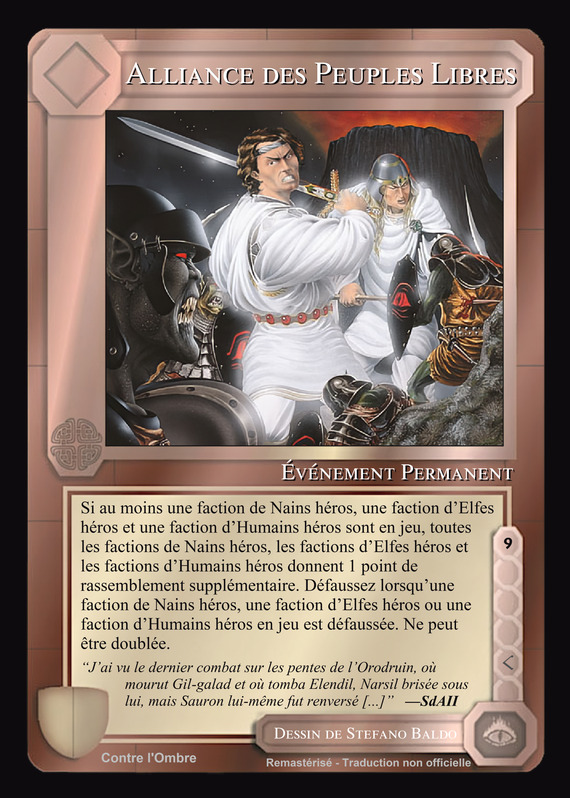 Alliance des Peuples Libres
Événement Permanent
Si au moins une faction de Nains héros, une faction d'Elfes
héros et une faction d'Humains héros sont en jeu, toutes
les factions de Nains héros, les factions d'Elfes héros et
les factions d'Humains héros donnent 1 point de
rassemblement supplémentaire. Défaussez lorsqu'une
faction de Nains héros, une faction d'Elfes héros ou une
faction d'Humains héros en jeu est défaussée. Ne peut
être doublée.
9
“J'ai vu le dernier combat sur les pentes de l'Orodruin, où
mourut Gil-galad et où tomba Elendil, Narsil brisée sous
lui, mais Sauron lui-même fut renversé [...]” —SdAII
Dessin de Stefano Baldo
Contre l'Ombre
Remastérisé - Traduction non officielle